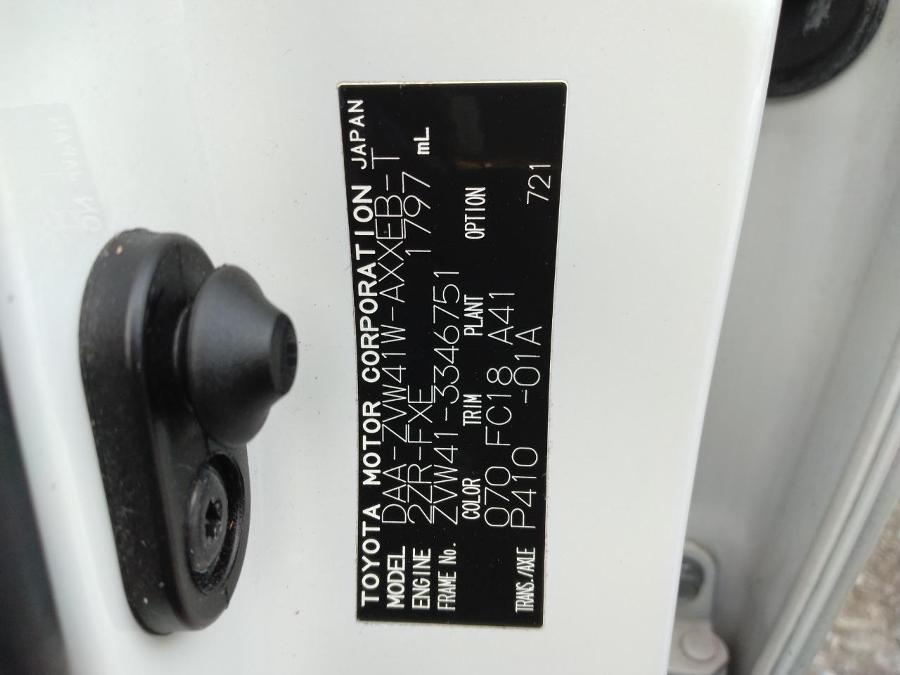 TOYOTA MOTOR CORPORATION JAPAN
MODEL DAA-ZVW41W-AXXEB-T
ENGINE 2ZR-FXE 1797 mL
FRAME No. ZVW41-3346751
COLOR TRIM PLANT OPTION
070 FC18 A41
TRANS./AXLE P410 -01A 721